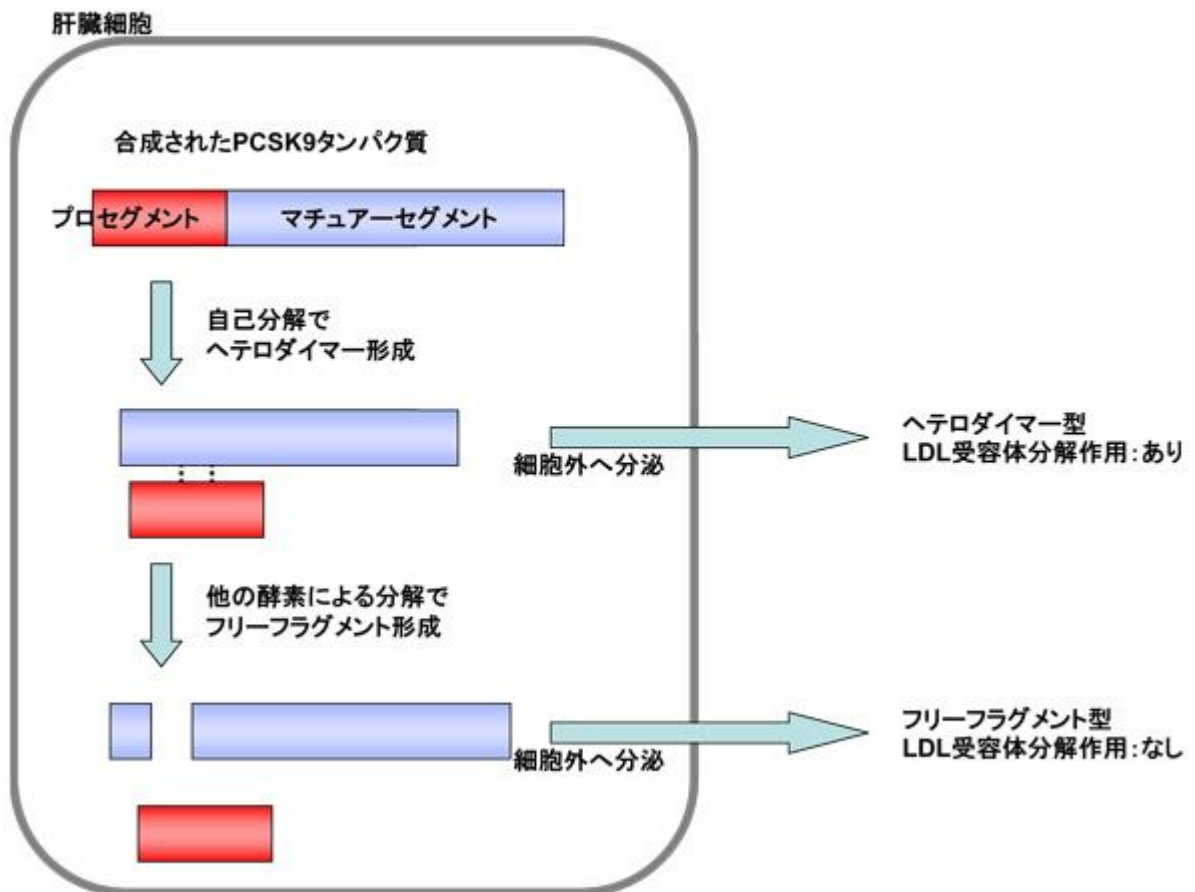 肝臓細胞
合成されたPCSK9タンパク質
プロセグメント
マチュアーセグメント
自己分解で
ヘテロダイマー形成
細胞外へ分泌
ヘテロダイマー型
LDL受容体分解作用：あり
他の酵素による分解で
フリーフラグメント形成
細胞外へ分泌
フリーフラグメント型
LDL受容体分解作用：なし